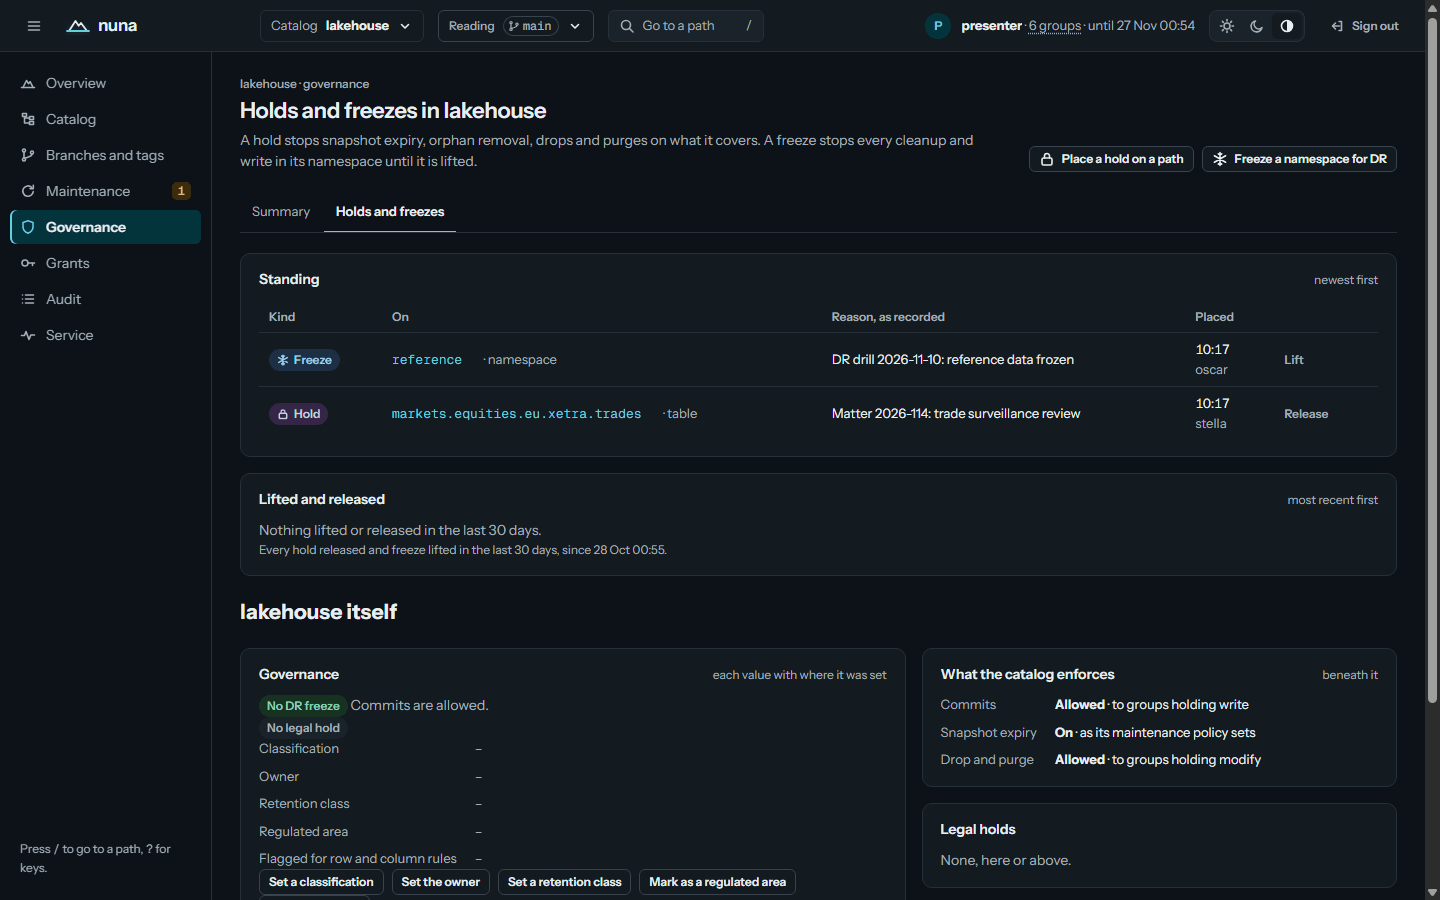 nuna
Catalog lakehouse
Reading main
Go to a path /
P presenter · 6 groups · until 27 Nov 00:54
Sign out
Overview
Catalog
Branches and tags
Maintenance 1
Governance
Grants
Audit
Service
Press / to go to a path, ? for
keys.
lakehouse · governance
Holds and freezes in lakehouse
A hold stops snapshot expiry, orphan removal, drops and purges on what it covers. A freeze stops every cleanup and
write in its namespace until it is lifted.
Place a hold on a path
Freeze a namespace for DR
Summary
Holds and freezes
Standing
newest first
Kind On Reason, as recorded Placed
Freeze reference · namespace DR drill 2026-11-10: reference data frozen 10:17 Lift
oscar
Hold markets.equities.eu.xetra.trades · table Matter 2026-114: trade surveillance review 10:17 Release
stella
Lifted and released
most recent first
Nothing lifted or released in the last 30 days.
Every hold released and freeze lifted in the last 30 days, since 28 Oct 00:55.
lakehouse itself
Governance
each value with where it was set
No DR freeze Commits are allowed.
No legal hold
Classification –
Owner –
Retention class –
Regulated area –
Flagged for row and column rules –
Set a classification
Set the owner
Set a retention class
Mark as a regulated area
What the catalog enforces
beneath it
Commits Allowed · to groups holding write
Snapshot expiry On · as its maintenance policy sets
Drop and purge Allowed · to groups holding modify
Legal holds
None, here or above.